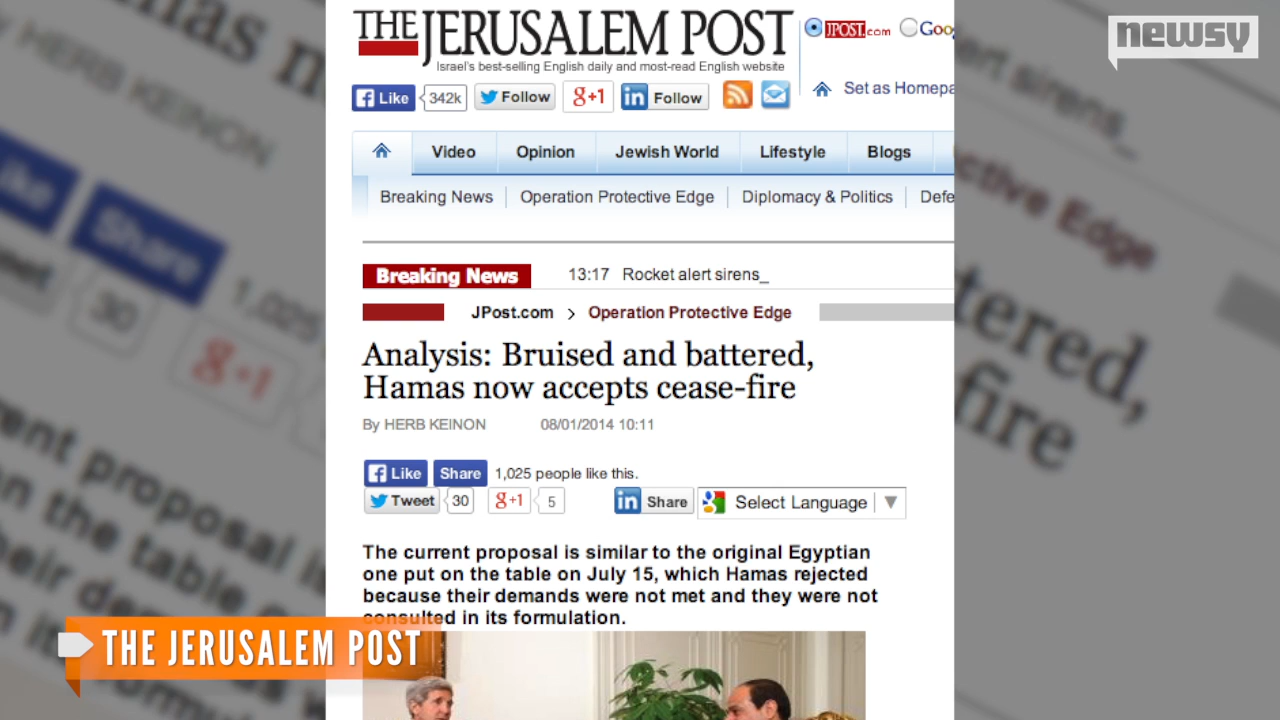 THE JERUSALEM POST
Israel's best-selling English daily and most-read English website
JPOST.com
newsy
Like 342k Follow g+1 in Follow
Set as Homepa
Video Opinion Jewish World Lifestyle Blogs
Breaking News Operation Protective Edge Diplomacy & Politics Defe
Breaking News 13:17 Rocket alert sirens_
JPost.com > Operation Protective Edge
Analysis: Bruised and battered,
Hamas now accepts cease-fire
By HERB KEINON 08/01/2014 10:11
Like Share 1,025 people like this.
Tweet 30 g+1 5 in Share Select Language
The current proposal is similar to the original Egyptian
one put on the table on July 15, which Hamas rejected
because their demands were not met and they were not
consulted in its formulation.
THE JERUSALEM POST